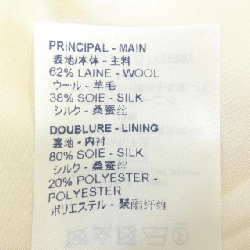 PRINCIPAL - MAIN
表地/本体 - 主料
62% LAINE - WOOL
ウール - 羊毛
38% SOIE - SILK
シルク - 桑蚕丝
DOUBLURE - LINING
裏地 - 内衬
80% SOIE - SILK
シルク - 桑蚕丝
20% POLYESTER -
POLYESTER
ポリエステル - 聚酯纤维